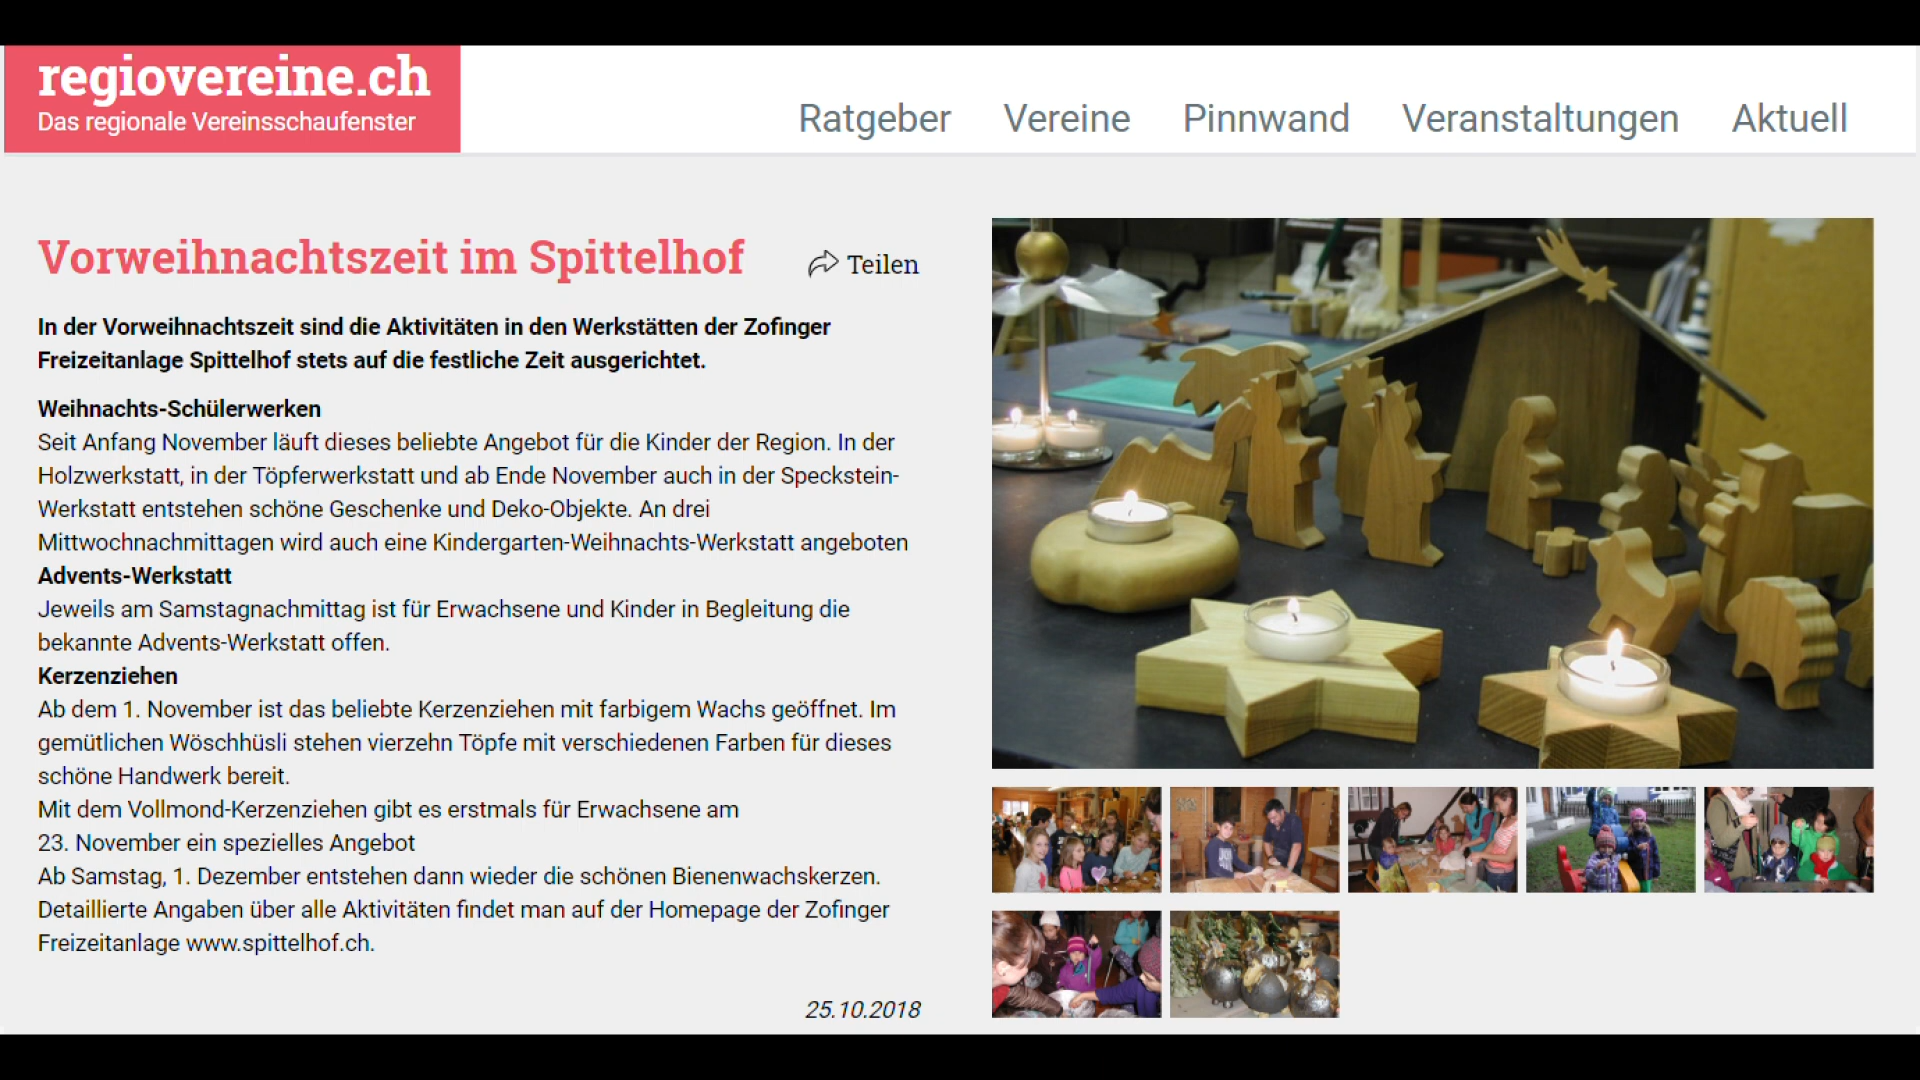 regiovereine.ch
Das regionale Vereinsschaufenster
Ratgeber Vereine Pinnwand Veranstaltungen Aktuell
Vorweihnachtszeit im Spittelhof
Teilen
In der Vorweihnachtszeit sind die Aktivitäten in den Werkstätten der Zofinger
Freizeitanlage Spittelhof stets auf die festliche Zeit ausgerichtet.
Weihnachts-Schülerwerken
Seit Anfang November läuft dieses beliebte Angebot für die Kinder der Region. In der
Holzwerkstatt, in der Töpferwerkstatt und ab Ende November auch in der Speckstein-
Werkstatt entstehen schöne Geschenke und Deko-Objekte. An drei
Mittwochnachmittagen wird auch eine Kindergarten-Weihnachts-Werkstatt angeboten
Advents-Werkstatt
Jeweils am Samstagnachmittag ist für Erwachsene und Kinder in Begleitung die
bekannte Advents-Werkstatt offen.
Kerzenziehen
Ab dem 1. November ist das beliebte Kerzenziehen mit farbigem Wachs geöffnet. Im
gemütlichen Wöschhüsli stehen vierzehn Töpfe mit verschiedenen Farben für dieses
schöne Handwerk bereit.
Mit dem Vollmond-Kerzenziehen gibt es erstmals für Erwachsene am
23. November ein spezielles Angebot
Ab Samstag, 1. Dezember entstehen dann wieder die schönen Bienenwachskerzen.
Detaillierte Angaben über alle Aktivitäten findet man auf der Homepage der Zofinger
Freizeitanlage www.spittelhof.ch.
25.10.2018